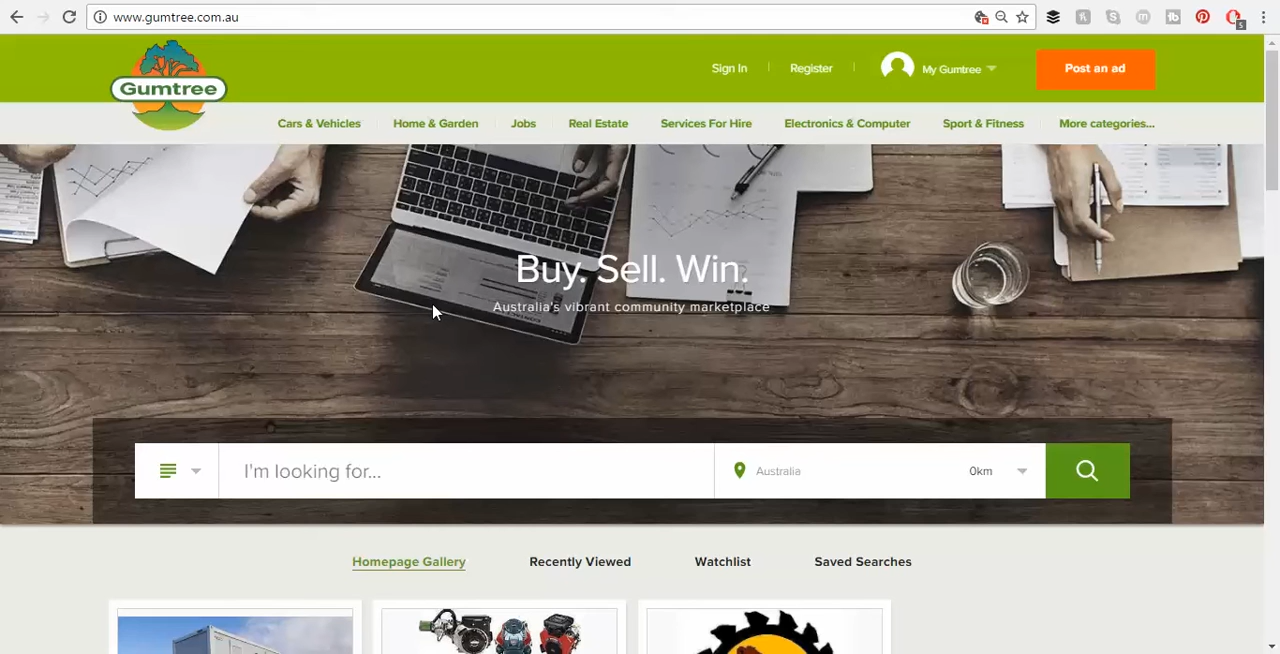 www.gumtree.com.au
5
Gumtree
Sign In
Register
My Gumtree
Post an ad
Cars & Vehicles
Home & Garden
Jobs
Real Estate
Services For Hire
Electronics & Computer
Sport & Fitness
More categories...
Buy. Sell. Win.
Australia's vibrant community marketplace
I'm looking for...
Australia
0km
Homepage Gallery
Recently Viewed
Watchlist
Saved Searches